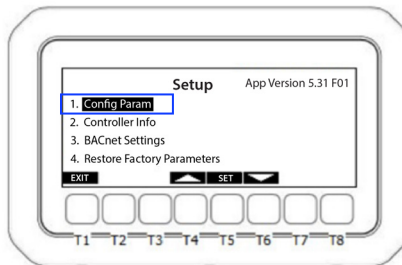 Setup App Version 5.31 F01
1. Config Param
2. Controller Info
3. BACnet Settings
4. Restore Factory Parameters
EXIT SET
T1 T2 T3 T4 T5 T6 T7 T8